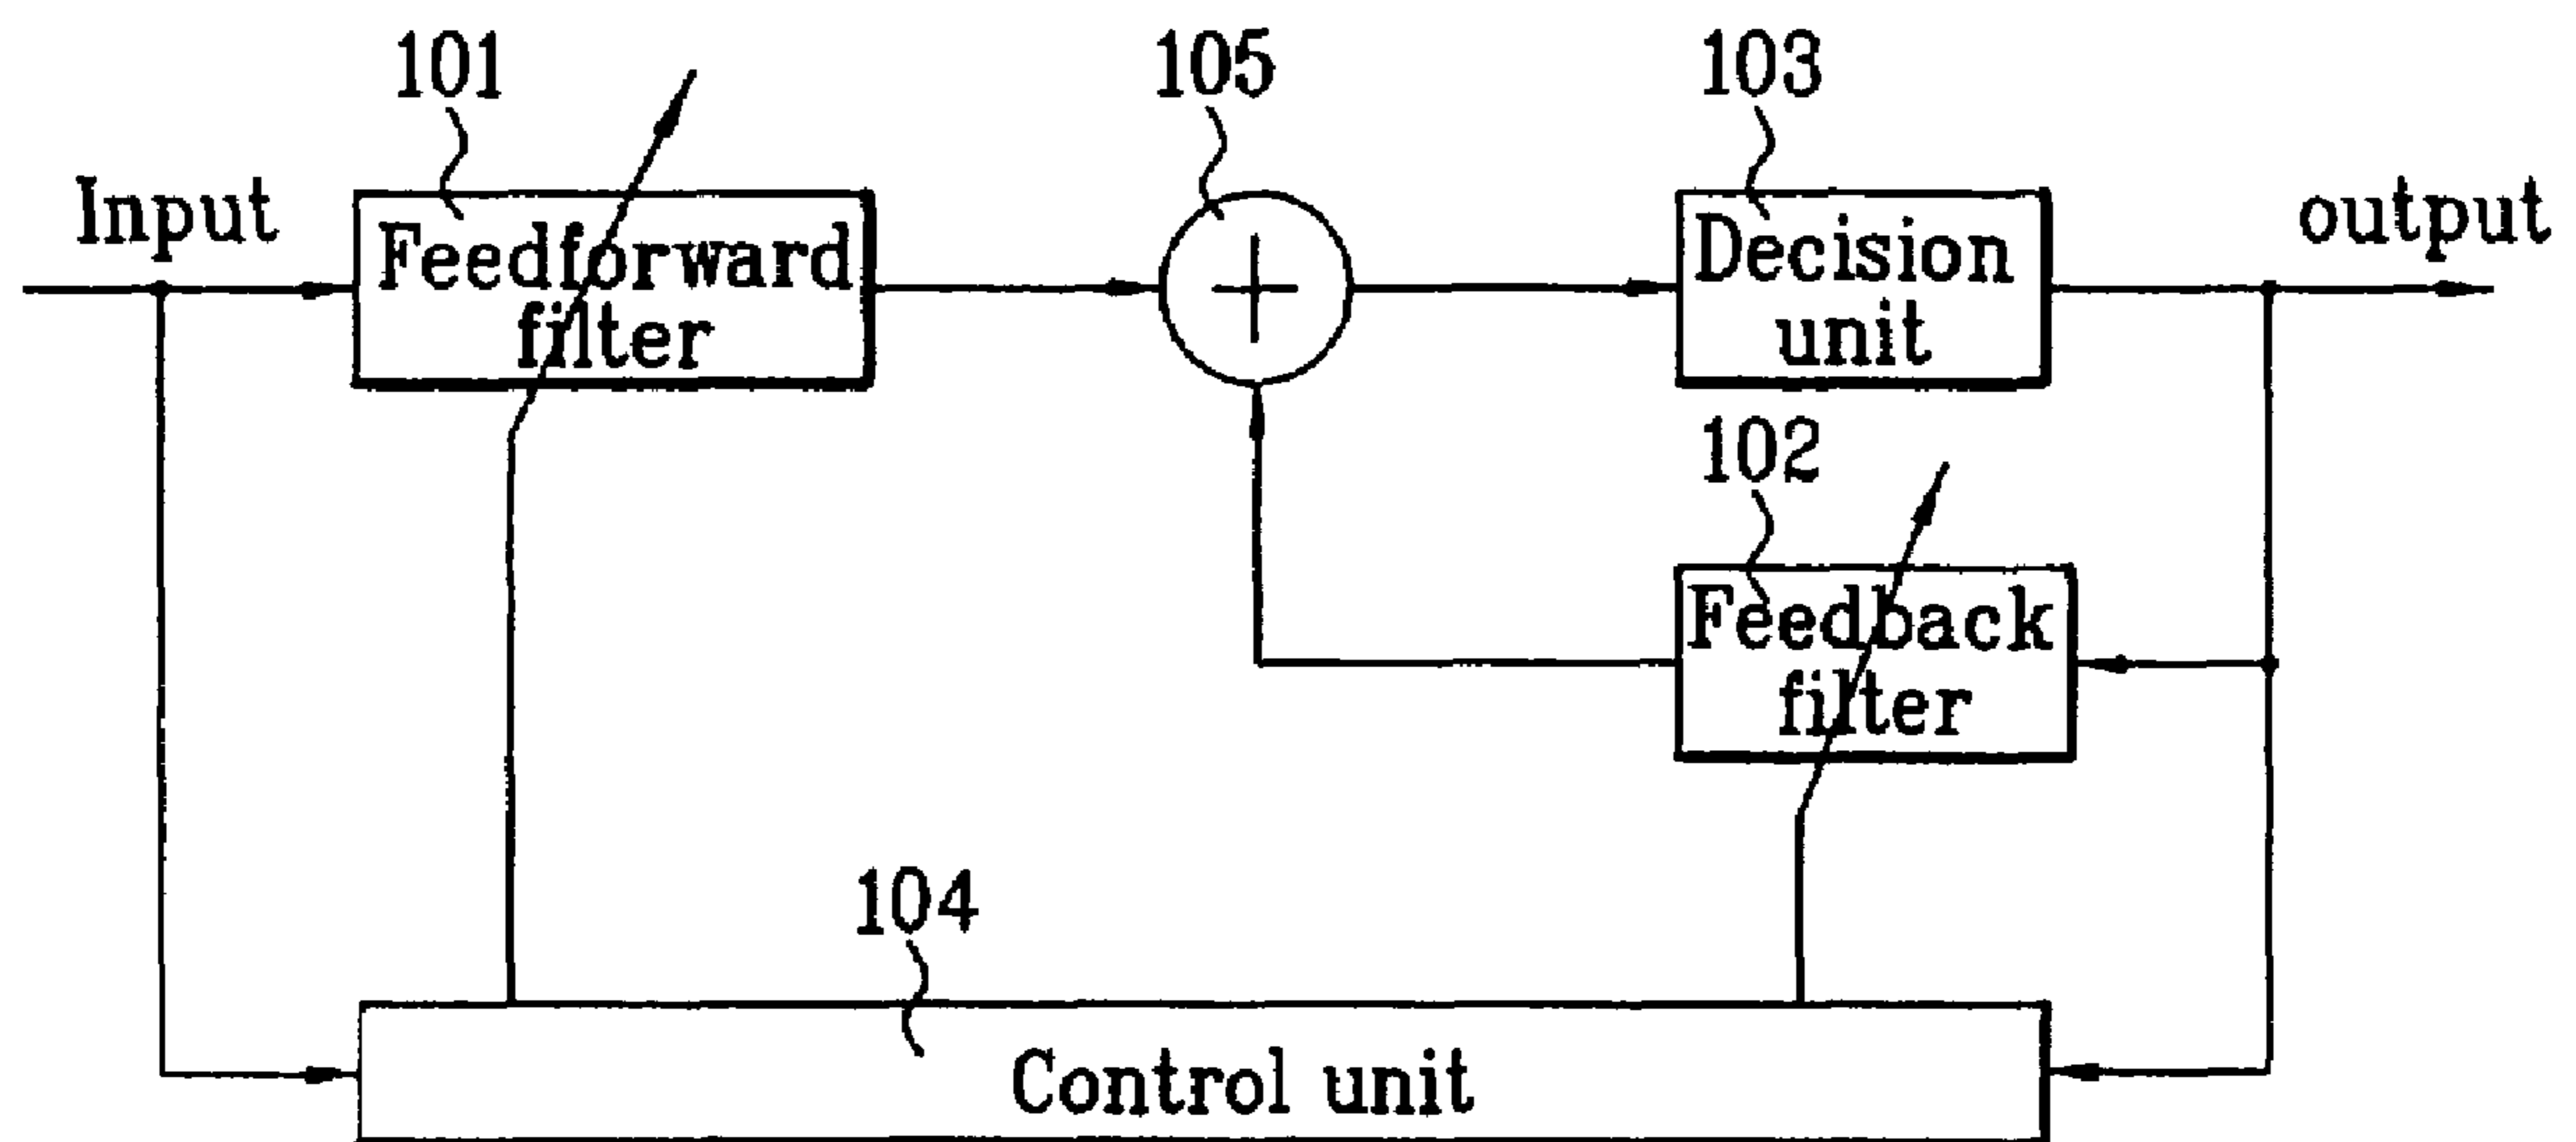 101
105
103
Input
Feedforward
filter
Decision
unit
output
102
Feedback
filter
104
Control unit